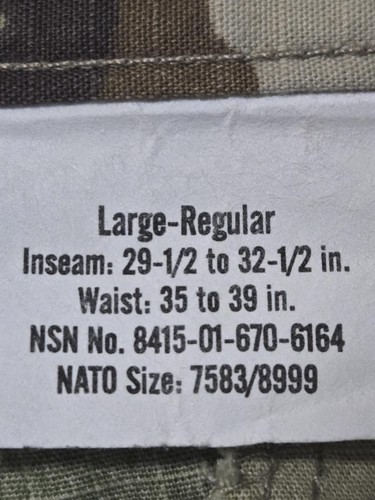 Large-Regular
Inseam: 29-1/2 to 32-1/2 in.
Waist: 35 to 39 in.
NSN No. 8415-01-670-6164
NATO Size: 7583/8999